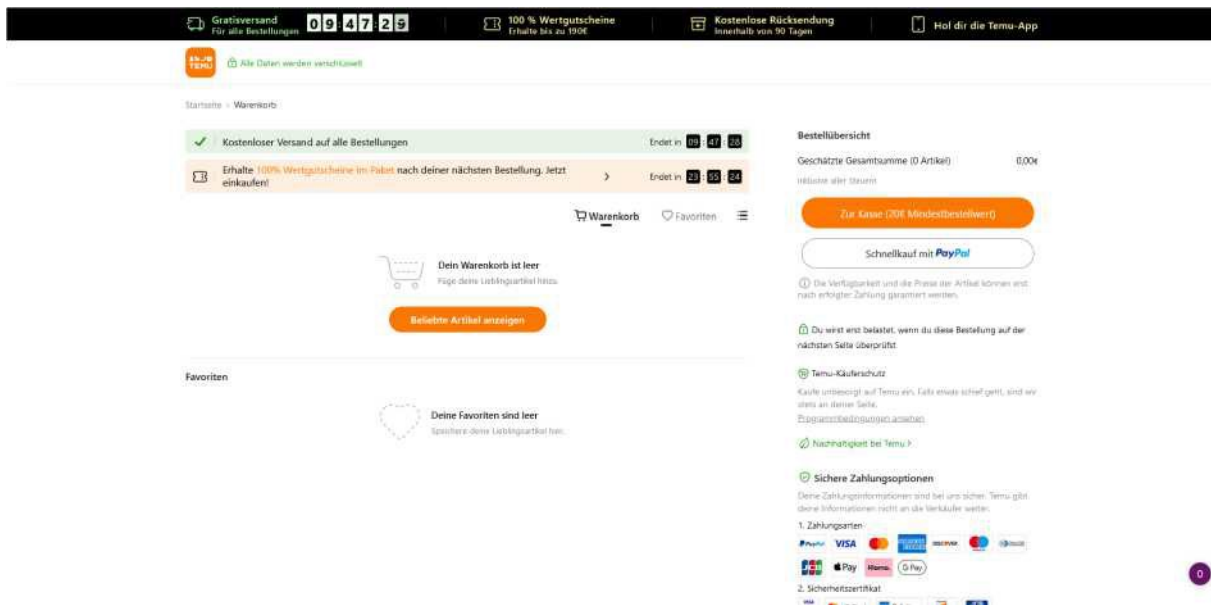 Gratisversand
Für alle Bestellungen
09:47:29
100 % Wertgutscheine
Erhalte bis zu 190€
Kostenlose Rücksendung
Innerhalb von 90 Tagen
Hol dir die Temu-App
TEMU
Alle Daten werden verschlüsselt
Startseite > Warenkorb
Kostenloser Versand auf alle Bestellungen
Endet in 09:47:28
Erhalte 100% Wertgutscheine im Paket nach deiner nächsten Bestellung. Jetzt
einkaufen!
Endet in 23:55:24
Warenkorb
Favoriten
Dein Warenkorb ist leer
Füge deine Lieblingsartikel hinzu.
Beliebte Artikel anzeigen
Favoriten
Deine Favoriten sind leer
Speichere deine Lieblingsartikel hier.
Bestellübersicht
Geschätzte Gesamtsumme (0 Artikel) 0,00€
Inklusive aller Steuern
Zur Kasse (20€ Mindestbestellwert)
Schnellkauf mit PayPal
Die Verfügbarkeit und die Preise der Artikel können erst
nach erfolgter Zahlung garantiert werden.
Du wirst erst belastet, wenn du diese Bestellung auf der
nächsten Seite überprüfst
Temu-Käuferschutz
Kaufe unbesorgt auf Temu ein. Falls etwas schief geht, sind wir
stets an deiner Seite.
Programmbedingungen ansehen
Nachhaltigkeit bei Temu >
Sichere Zahlungsoptionen
Deine Zahlungsinformationen sind bei uns sicher. Temu gibt
deine Informationen nicht an die Verkäufer weiter.
1. Zahlungsarten
PayPal VISA DISCOVER
JCB Pay Klarna. G Pay
2. Sicherheitszertifikat
VISA
0